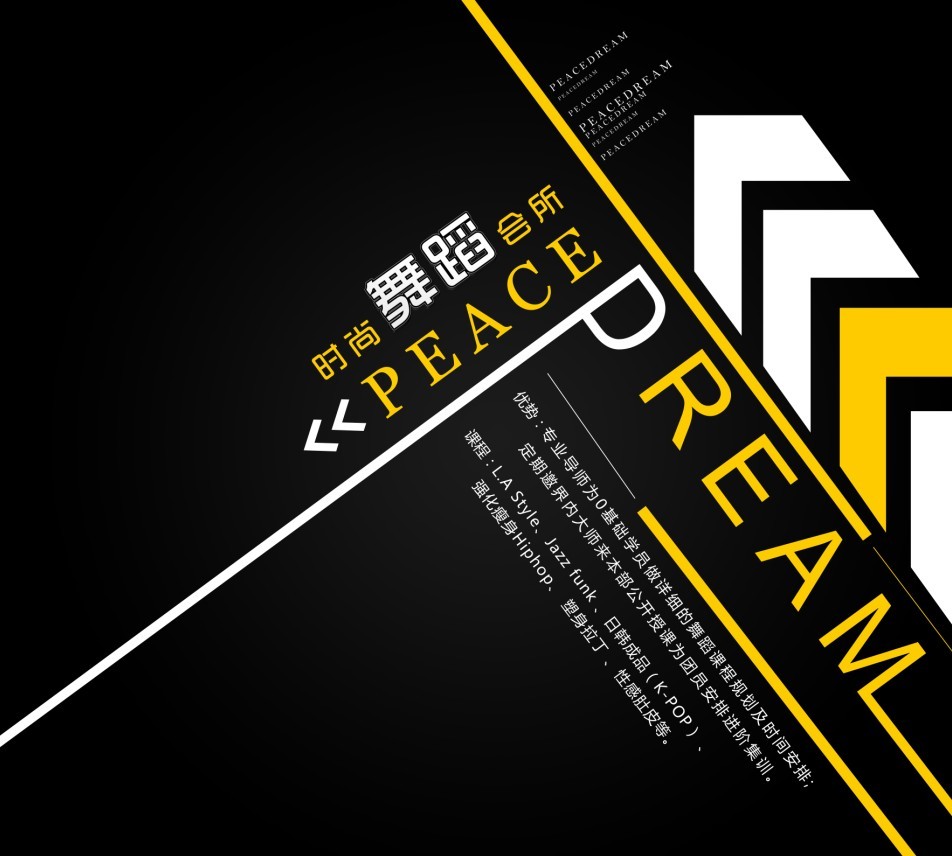 PEACEDREAM
PEACEDREAM
PEACEDREAM
PEACEDREAM
PEACEDREAM
PEACEDREAM
PEACEDREAM
时尚舞蹈会所
PEACE
DREAM
优势：专业导师为0基础学员做详细的舞蹈课程规划及时间安排；
定期邀界内大师来本部公开授课为团员安排进阶集训。
课程：L.A Style、Jazz funk、日韩成品（K-POP）、
强化瘦身Hiphop、塑身拉丁、性感肚皮等。